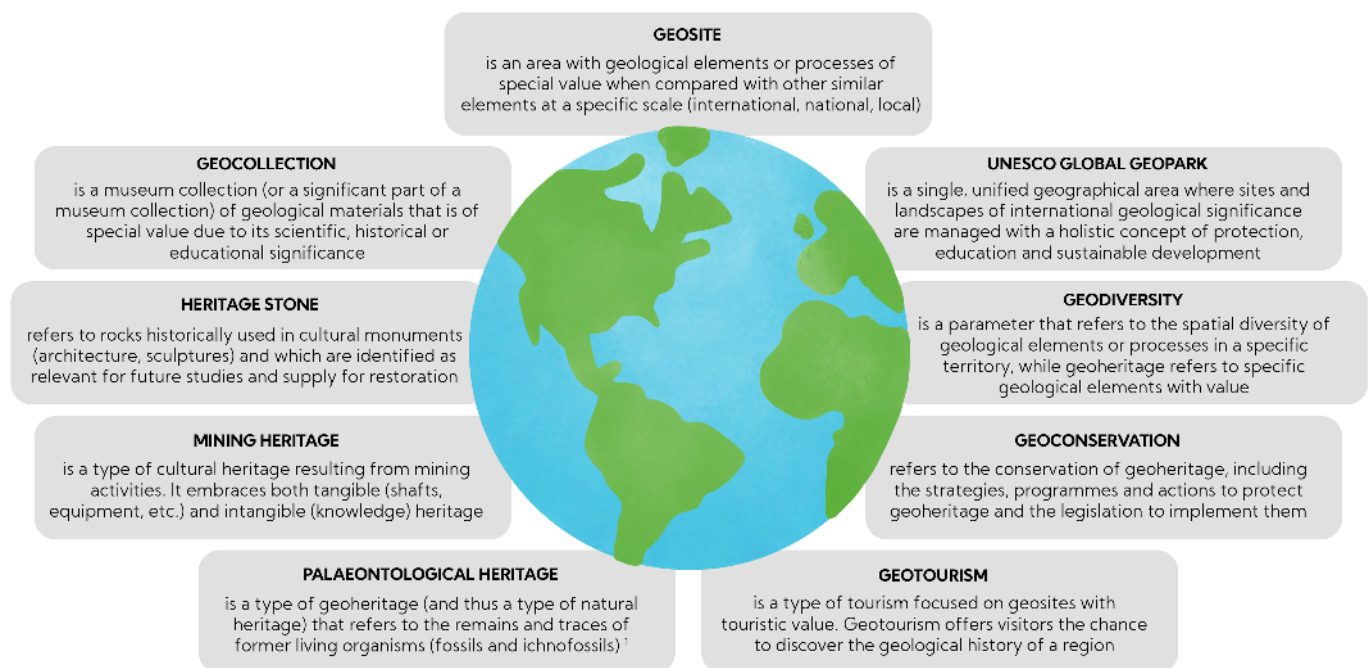 GEOSITE
is an area with geological elements or processes of
special value when compared with other similar
elements at a specific scale (international, national, local)
GEOCOLLECTION
is a museum collection (or a significant part of a
museum collection) of geological materials that is of
special value due to its scientific, historical or
educational significance
UNESCO GLOBAL GEOPARK
is a single, unified geographical area where sites and
landscapes of international geological significance
are managed with a holistic concept of protection,
education and sustainable development
HERITAGE STONE
refers to rocks historically used in cultural monuments
(architecture, sculptures) and which are identified as
relevant for future studies and supply for restoration
GEODIVERSITY
is a parameter that refers to the spatial diversity of
geological elements or processes in a specific
territory, while geoheritage refers to specific
geological elements with value
MINING HERITAGE
is a type of cultural heritage resulting from mining
activities. It embraces both tangible (shafts,
equipment, etc.) and intangible (knowledge) heritage
GEOCONSERVATION
refers to the conservation of geoheritage, including
the strategies, programmes and actions to protect
geoheritage and the legislation to implement them
PALAEONTOLOGICAL HERITAGE
is a type of geoheritage (and thus a type of natural
heritage) that refers to the remains and traces of
former living organisms (fossils and ichnofossils) ¹
GEOTOURISM
is a type of tourism focused on geosites with
touristic value. Geotourism offers visitors the chance
to discover the geological history of a region